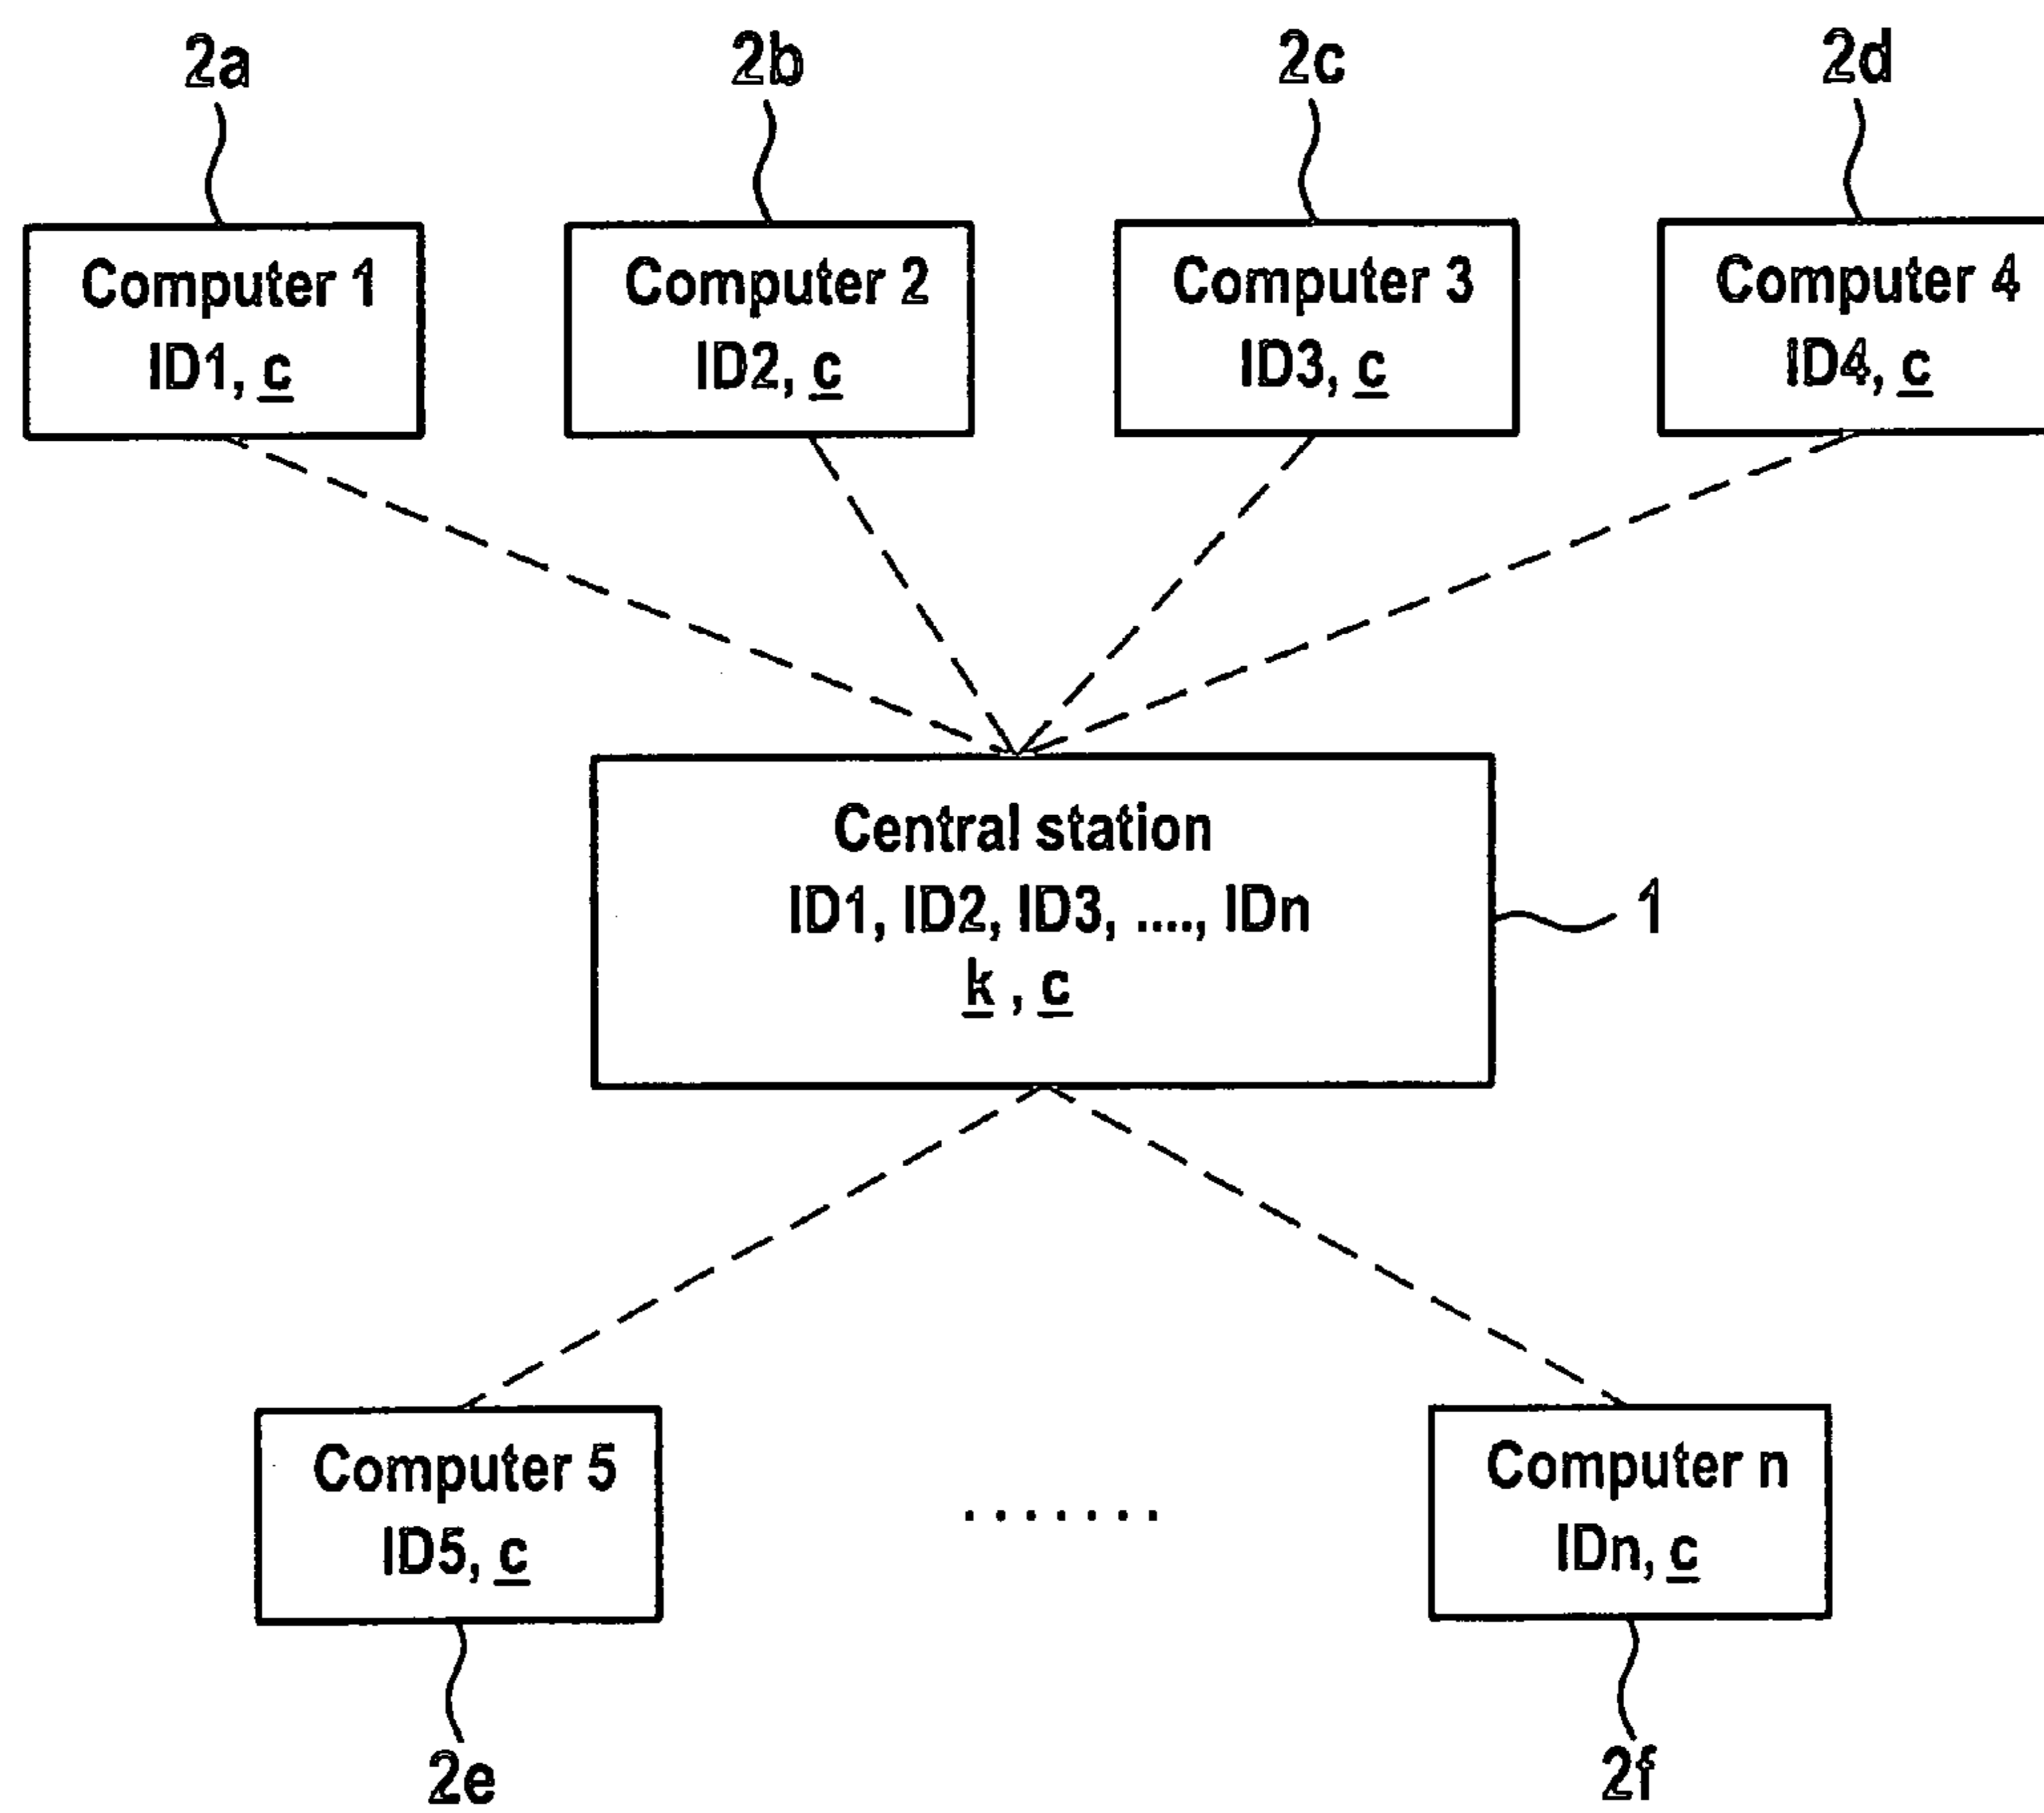 2a
2b
2c
2d
Computer 1
ID1, c
Computer 2
ID2, c
Computer 3
ID3, c
Computer 4
ID4, c
Central station
ID1, ID2, ID3, ...., IDn
k , c
1
Computer 5
ID5, c
.......
Computer n
IDn, c
2e
2f